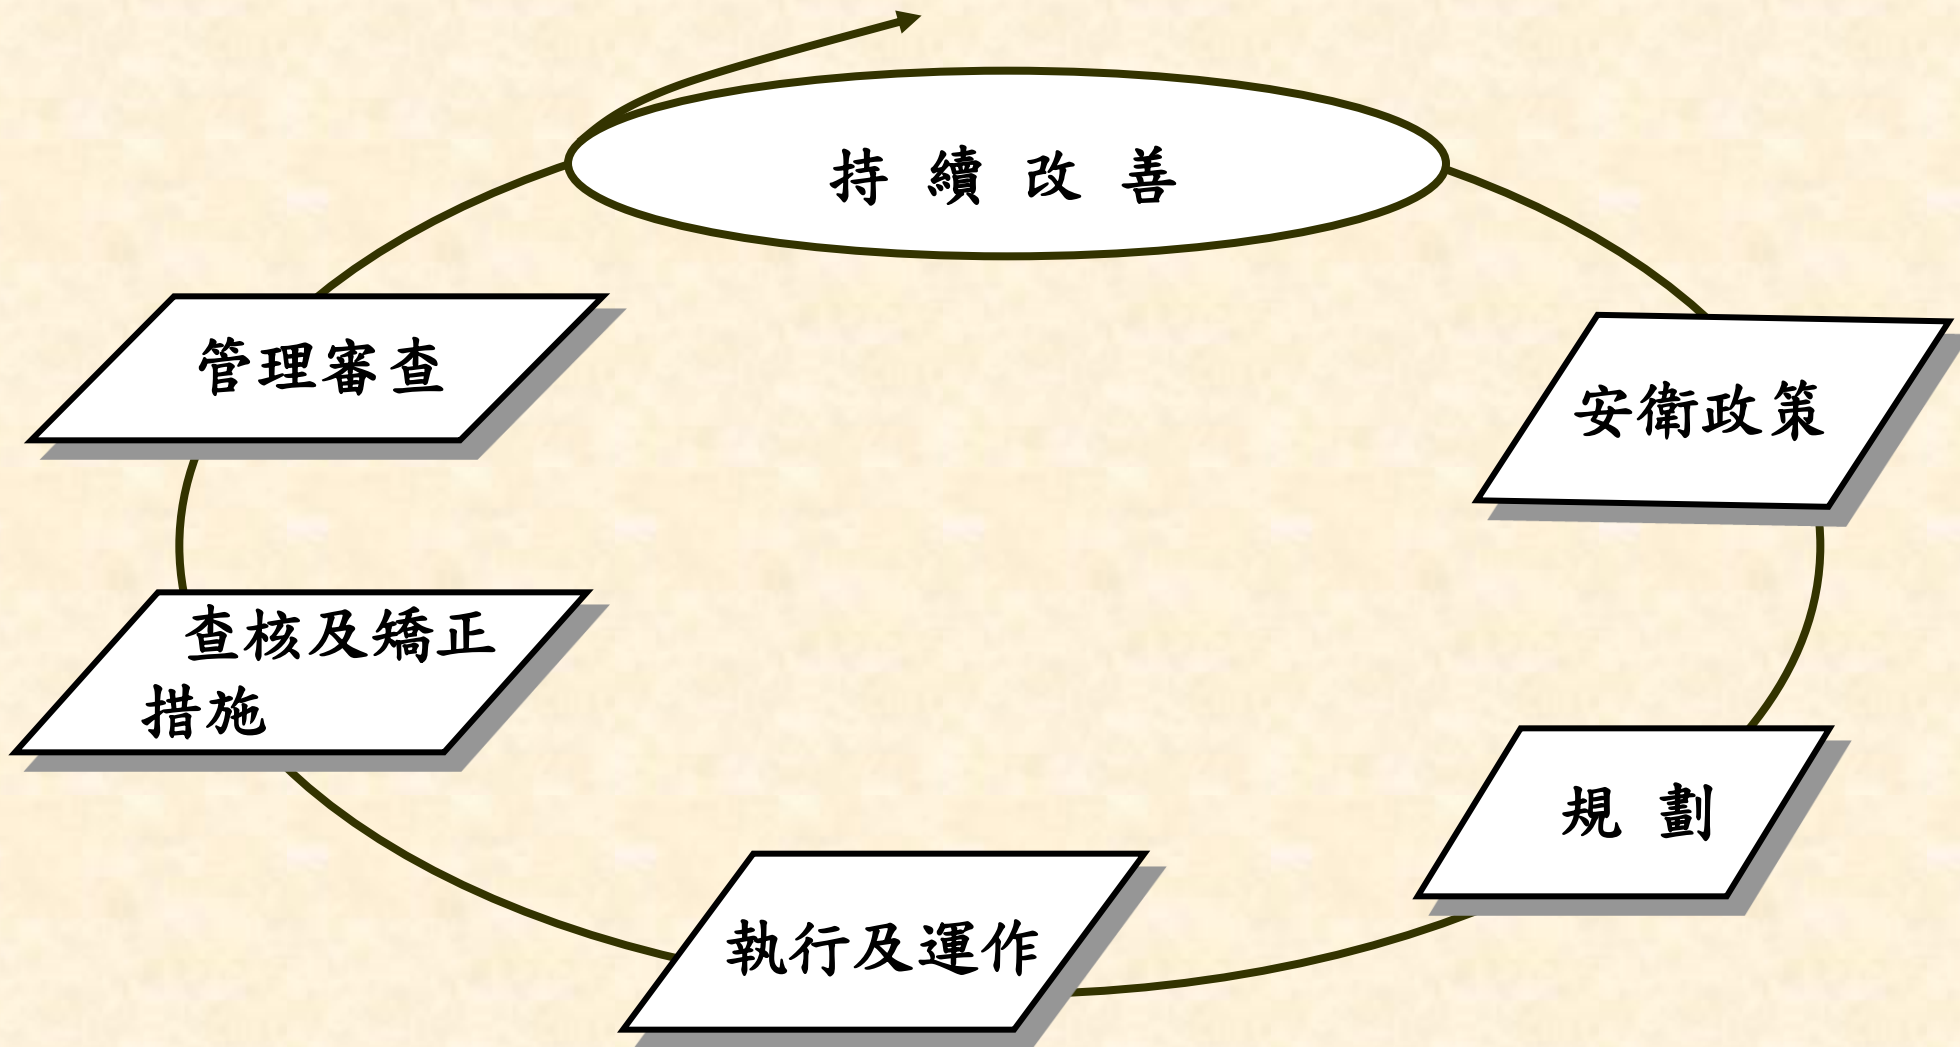 持 續 改 善
管理審查
安衛政策
查核及矯正
措施
規 劃
執行及運作